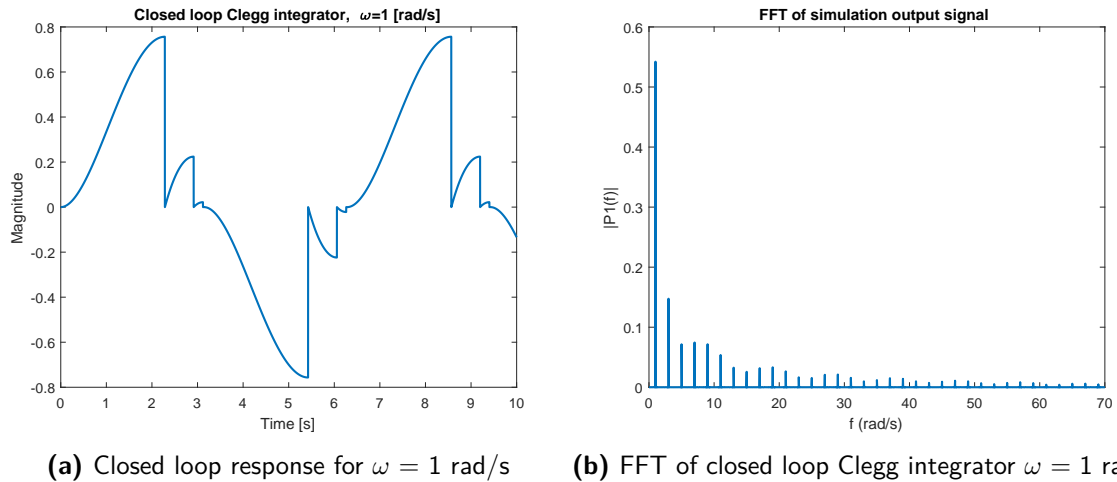 Closed loop Clegg integrator, ω=1 [rad/s]
0.8
0.6
0.4
0.2
0
-0.2
-0.4
-0.6
-0.8
Magnitude
0 1 2 3 4 5 6 7 8 9 10
Time [s]
(a) Closed loop response for ω = 1 rad/s
FFT of simulation output signal
0.6
0.5
0.4
0.3
0.2
0.1
0
|P1(f)|
0 10 20 30 40 50 60 70
f (rad/s)
(b) FFT of closed loop Clegg integrator ω = 1 ra